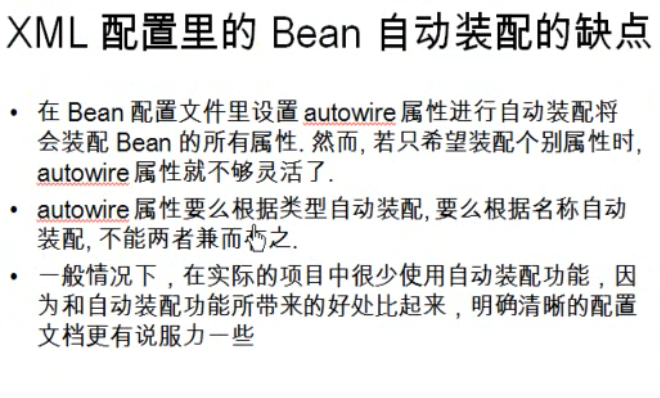 XML 配置里的 Bean 自动装配的缺点
• 在 Bean 配置文件里设置 autowire 属性进行自动装配将
会装配 Bean 的所有属性. 然而, 若只希望装配个别属性时,
autowire 属性就不够灵活了.
• autowire 属性要么根据类型自动装配, 要么根据名称自动
装配, 不能两者兼而之.
• 一般情况下，在实际的项目中很少使用自动装配功能，因
为和自动装配功能所带来的好处比起来，明确清晰的配置
文档更有说服力一些